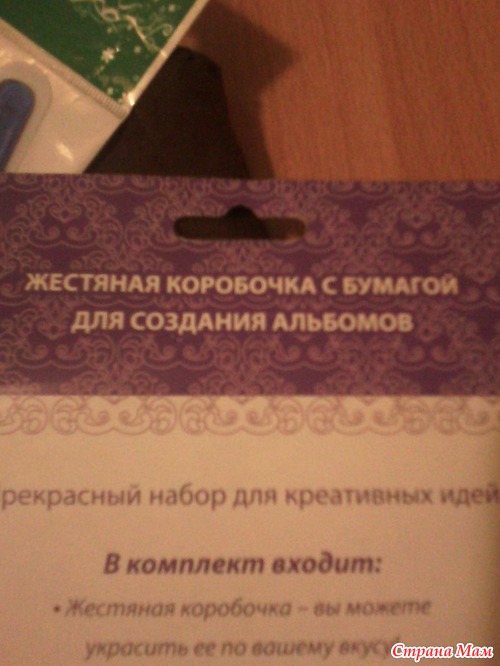 ЖЕСТЯНАЯ КОРОБОЧКА С БУМАГОЙ
ДЛЯ СОЗДАНИЯ АЛЬБОМОВ
рекрасный набор для креативных идей
В комплект входит:
• Жестяная коробочка – вы можете
украсить ее по вашему вкусу
Страна Мам